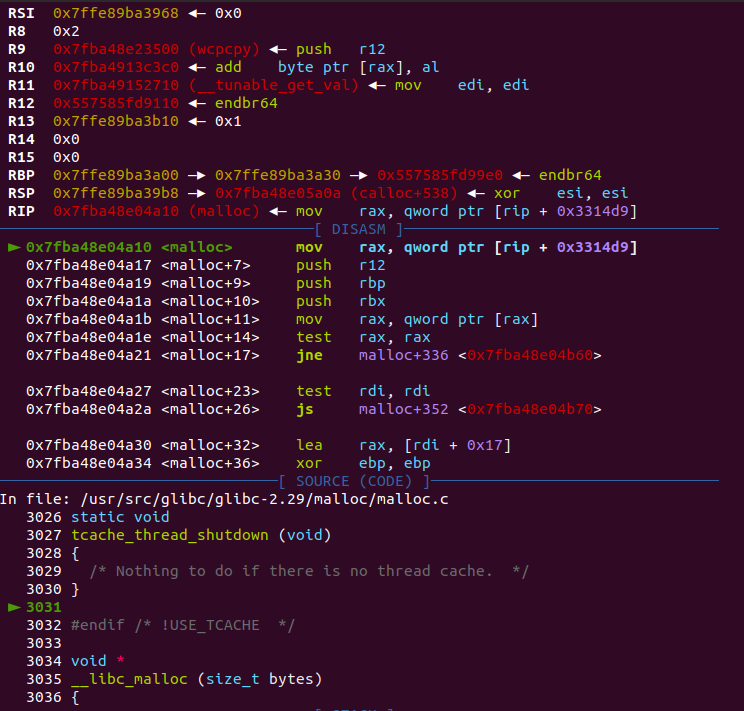 RSI 0x7ffe89ba3968 ◂— 0x0
R8 0x2
R9 0x7fba48e23500 (wcpcpy) ◂— push r12
R10 0x7fba4913c3c0 ◂— add byte ptr [rax], al
R11 0x7fba49152710 (__tunable_get_val) ◂— mov edi, edi
R12 0x557585fd9110 ◂— endbr64
R13 0x7ffe89ba3b10 ◂— 0x1
R14 0x0
R15 0x0
RBP 0x7ffe89ba3a00 —▸ 0x7ffe89ba3a30 —▸ 0x557585fd99e0 ◂— endbr64
RSP 0x7ffe89ba39b8 —▸ 0x7fba48e05a0a (calloc+538) ◂— xor esi, esi
RIP 0x7fba48e04a10 (malloc) ◂— mov rax, qword ptr [rip + 0x3314d9]
[ DISASM ]
► 0x7fba48e04a10 <malloc> mov rax, qword ptr [rip + 0x3314d9]
0x7fba48e04a17 <malloc+7> push r12
0x7fba48e04a19 <malloc+9> push rbp
0x7fba48e04a1a <malloc+10> push rbx
0x7fba48e04a1b <malloc+11> mov rax, qword ptr [rax]
0x7fba48e04a1e <malloc+14> test rax, rax
0x7fba48e04a21 <malloc+17> jne malloc+336 <0x7fba48e04b60>
0x7fba48e04a27 <malloc+23> test rdi, rdi
0x7fba48e04a2a <malloc+26> js malloc+352 <0x7fba48e04b70>
0x7fba48e04a30 <malloc+32> lea rax, [rdi + 0x17]
0x7fba48e04a34 <malloc+36> xor ebp, ebp
[ SOURCE (CODE) ]
In file: /usr/src/glibc/glibc-2.29/malloc/malloc.c
3026 static void
3027 tcache_thread_shutdown (void)
3028 {
3029 /* Nothing to do if there is no thread cache. */
3030 }
► 3031
3032 #endif /* !USE_TCACHE */
3033
3034 void *
3035 __libc_malloc (size_t bytes)
3036 {